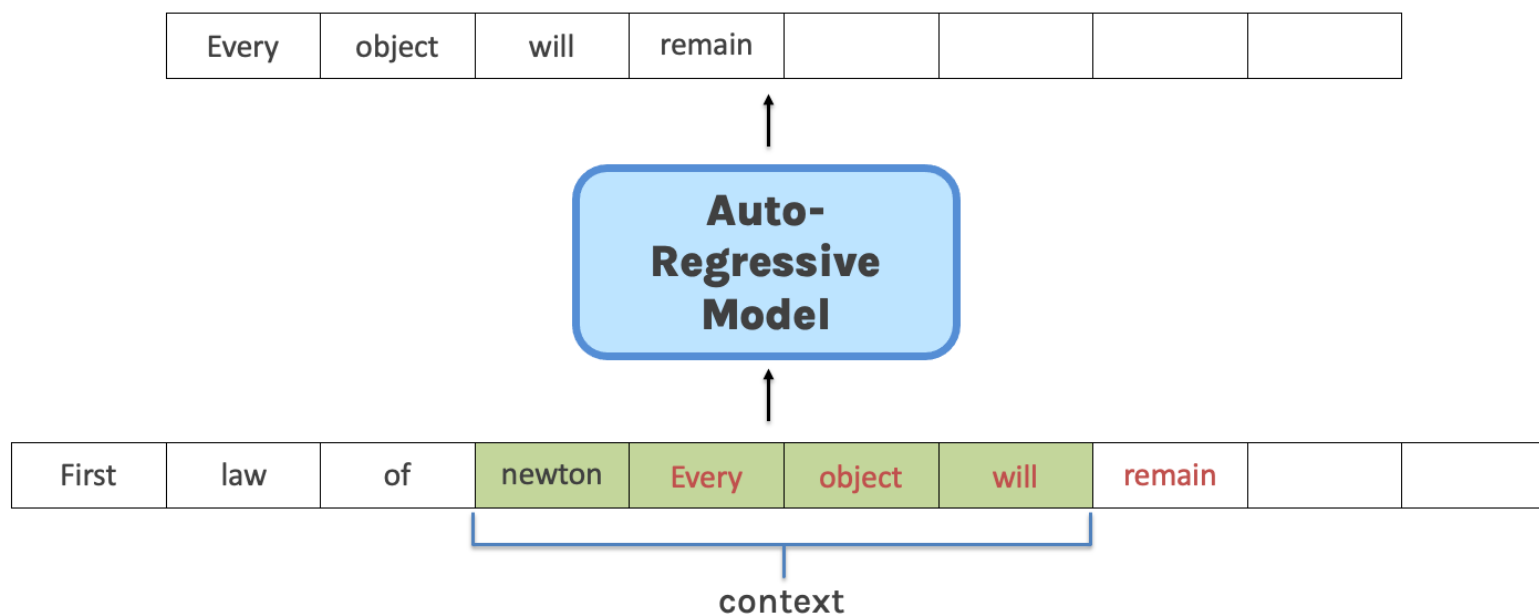 Every object will remain
Auto-
Regressive
Model
First law of newton Every object will remain
context